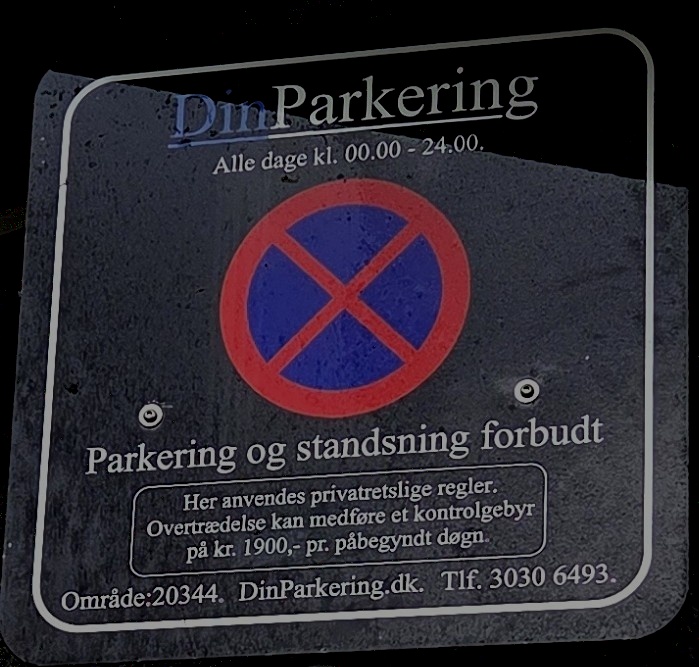 DinParkering
Alle dage kl. 00.00 - 24.00.
Parkering og standsning forbudt
Her anvendes privatretslige regler.
Overtrædelse kan medføre et kontrolgebyr
på kr. 1900,- pr. påbegyndt døgn.
Område:20344. DinParkering.dk. Tlf. 3030 6493.